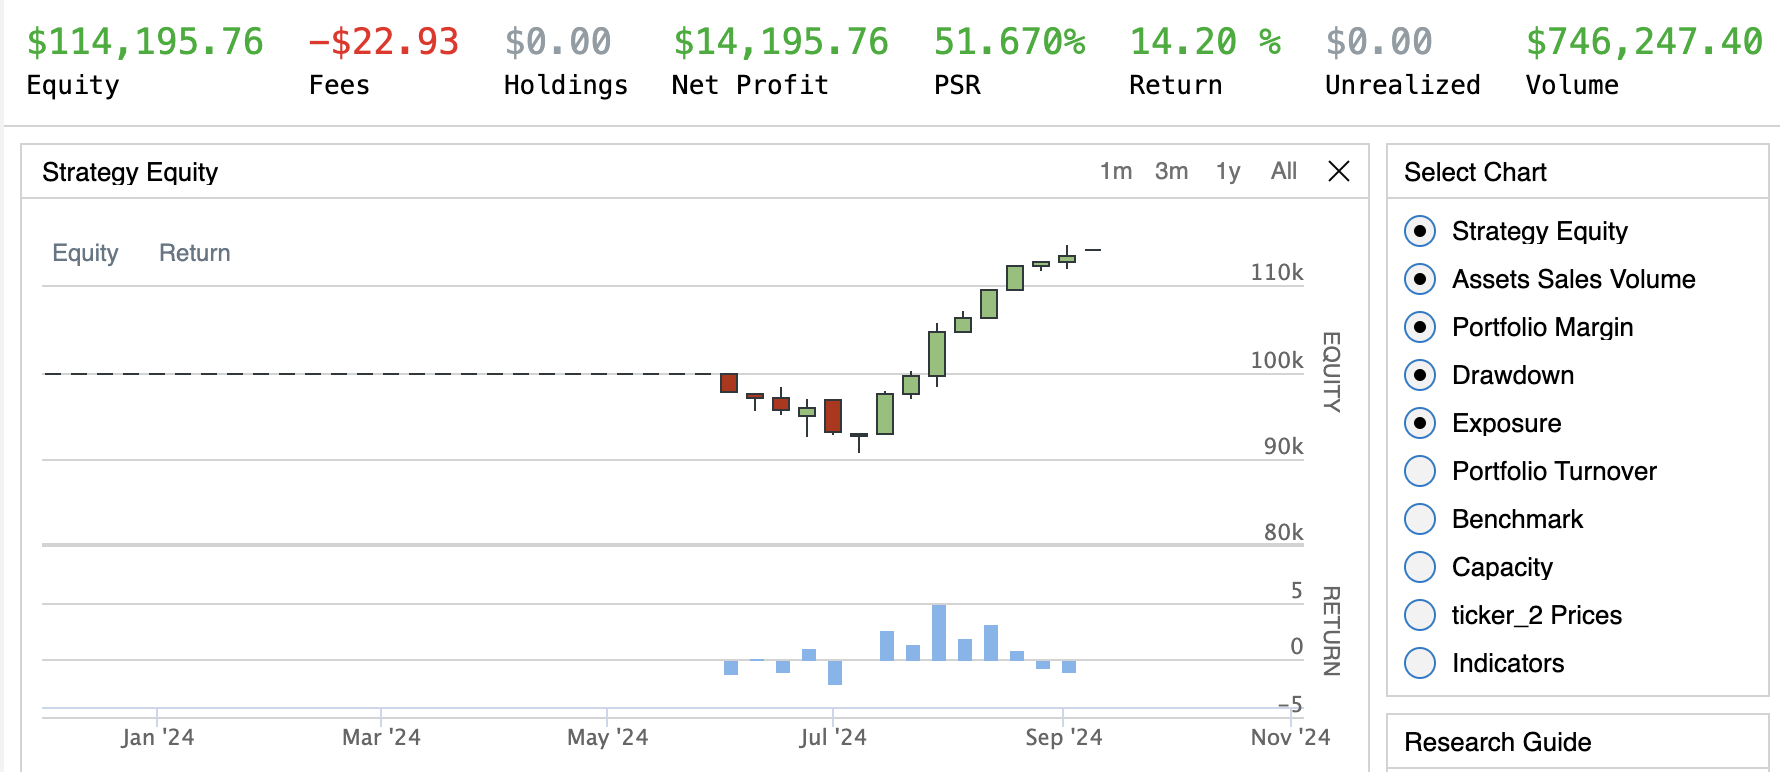 $114,195.76 -$22.93 $0.00 $14,195.76 51.670% 14.20 % $0.00 $746,247.40
Equity Fees Holdings Net Profit PSR Return Unrealized Volume
Strategy Equity 1m 3m 1y All
Equity Return
110k
100k
90k
80k
EQUITY
5
0
-5
RETURN
Jan '24 Mar '24 May '24 Jul '24 Sep '24 Nov '24
Select Chart
Strategy Equity
Assets Sales Volume
Portfolio Margin
Drawdown
Exposure
Portfolio Turnover
Benchmark
Capacity
ticker_2 Prices
Indicators
Research Guide